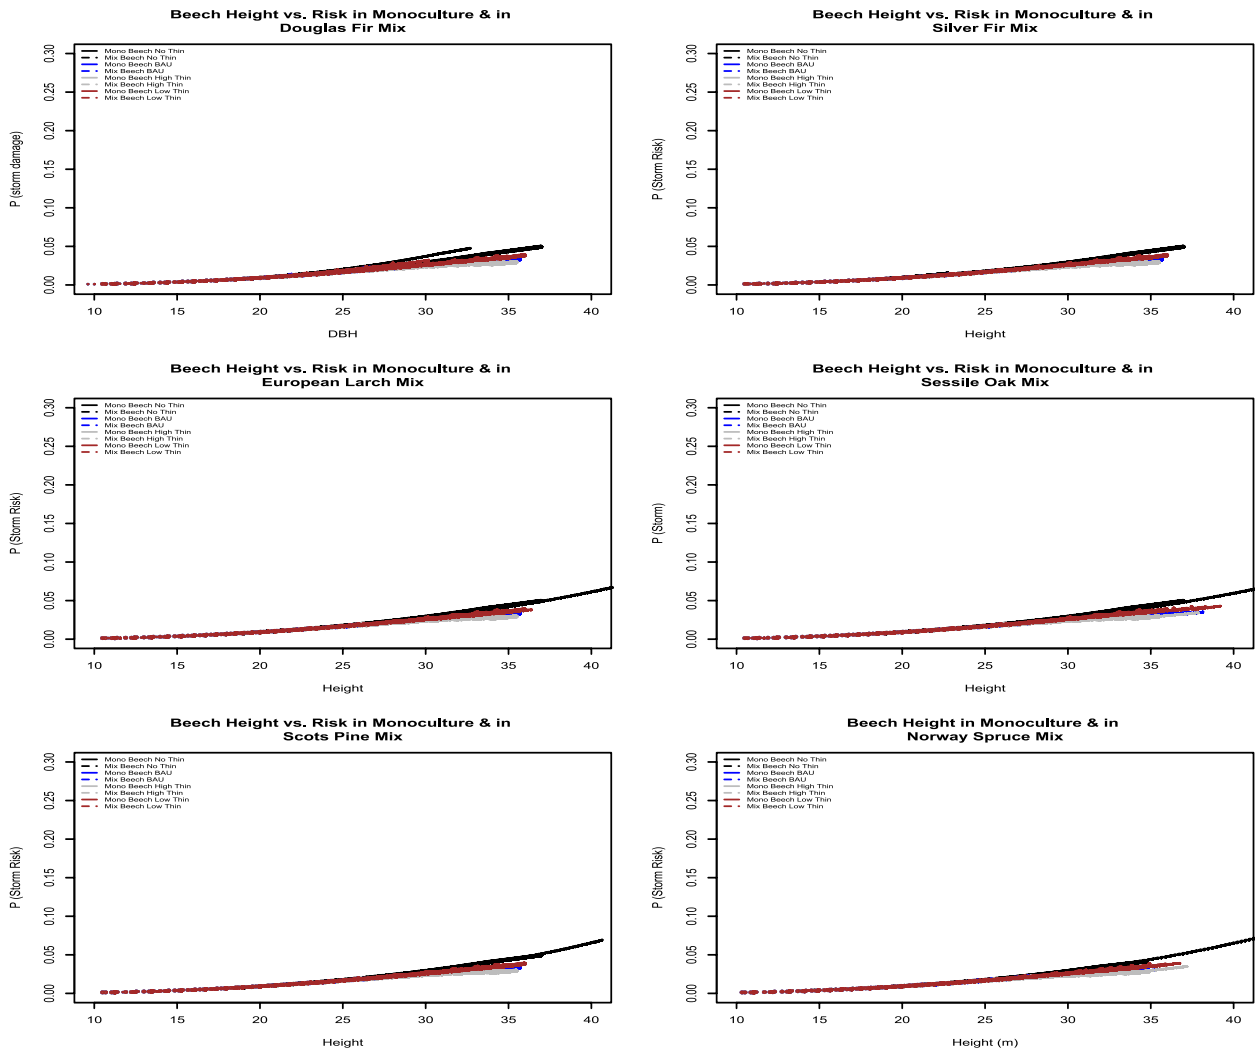 Beech Height vs. Risk in Monoculture & in
Douglas Fir Mix
P (storm damage)
0.30
0.25
0.20
0.15
0.10
0.05
0.00
Mono Beech No Thin
Mix Beech No Thin
Mono Beech BAU
Mix Beech BAU
Mono Beech High Thin
Mix Beech High Thin
Mono Beech Low Thin
Mix Beech Low Thin
10 15 20 25 30 35 40
DBH
Beech Height vs. Risk in Monoculture & in
Silver Fir Mix
P (Storm Risk)
0.30
0.25
0.20
0.15
0.10
0.05
0.00
Mono Beech No Thin
Mix Beech No Thin
Mono Beech BAU
Mix Beech BAU
Mono Beech High Thin
Mix Beech High Thin
Mono Beech Low Thin
Mix Beech Low Thin
10 15 20 25 30 35 40
Height
Beech Height vs. Risk in Monoculture & in
European Larch Mix
P (Storm Risk)
0.30
0.25
0.20
0.15
0.10
0.05
0.00
Mono Beech No Thin
Mix Beech No Thin
Mono Beech BAU
Mix Beech BAU
Mono Beech High Thin
Mix Beech High Thin
Mono Beech Low Thin
Mix Beech Low Thin
10 15 20 25 30 35 40
Height
Beech Height vs. Risk in Monoculture & in
Sessile Oak Mix
P (Storm)
0.30
0.25
0.20
0.15
0.10
0.05
0.00
Mono Beech No Thin
Mix Beech No Thin
Mono Beech BAU
Mix Beech BAU
Mono Beech High Thin
Mix Beech High Thin
Mono Beech Low Thin
Mix Beech Low Thin
10 15 20 25 30 35 40
Height
Beech Height vs. Risk in Monoculture & in
Scots Pine Mix
P (Storm Risk)
0.30
0.25
0.20
0.15
0.10
0.05
0.00
Mono Beech No Thin
Mix Beech No Thin
Mono Beech BAU
Mix Beech BAU
Mono Beech High Thin
Mix Beech High Thin
Mono Beech Low Thin
Mix Beech Low Thin
10 15 20 25 30 35 40
Height
Beech Height in Monoculture & in
Norway Spruce Mix
P (Storm Risk)
0.30
0.25
0.20
0.15
0.10
0.05
0.00
Mono Beech No Thin
Mix Beech No Thin
Mono Beech BAU
Mix Beech BAU
Mono Beech High Thin
Mix Beech High Thin
Mono Beech Low Thin
Mix Beech Low Thin
10 15 20 25 30 35 40
Height (m)